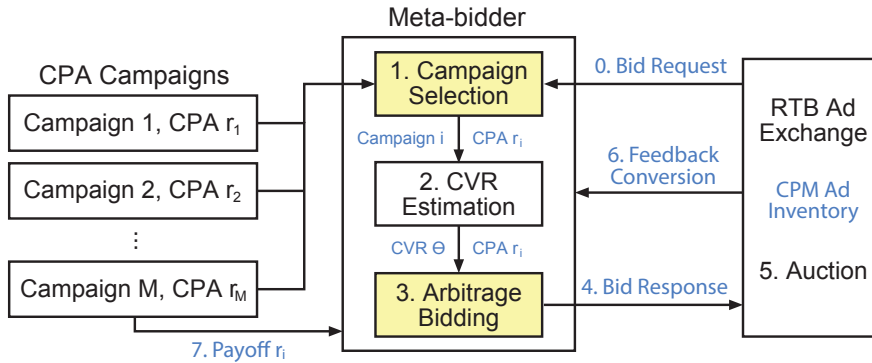 Meta-bidder
CPA Campaigns
Campaign 1, CPA r1
Campaign 2, CPA r2
⋮
Campaign M, CPA rM
7. Payoff ri
1. Campaign
Selection
Campaign i
CPA ri
2. CVR
Estimation
CVR Θ
CPA ri
3. Arbitrage
Bidding
0. Bid Request
6. Feedback
Conversion
4. Bid Response
RTB Ad
Exchange
CPM Ad
Inventory
5. Auction